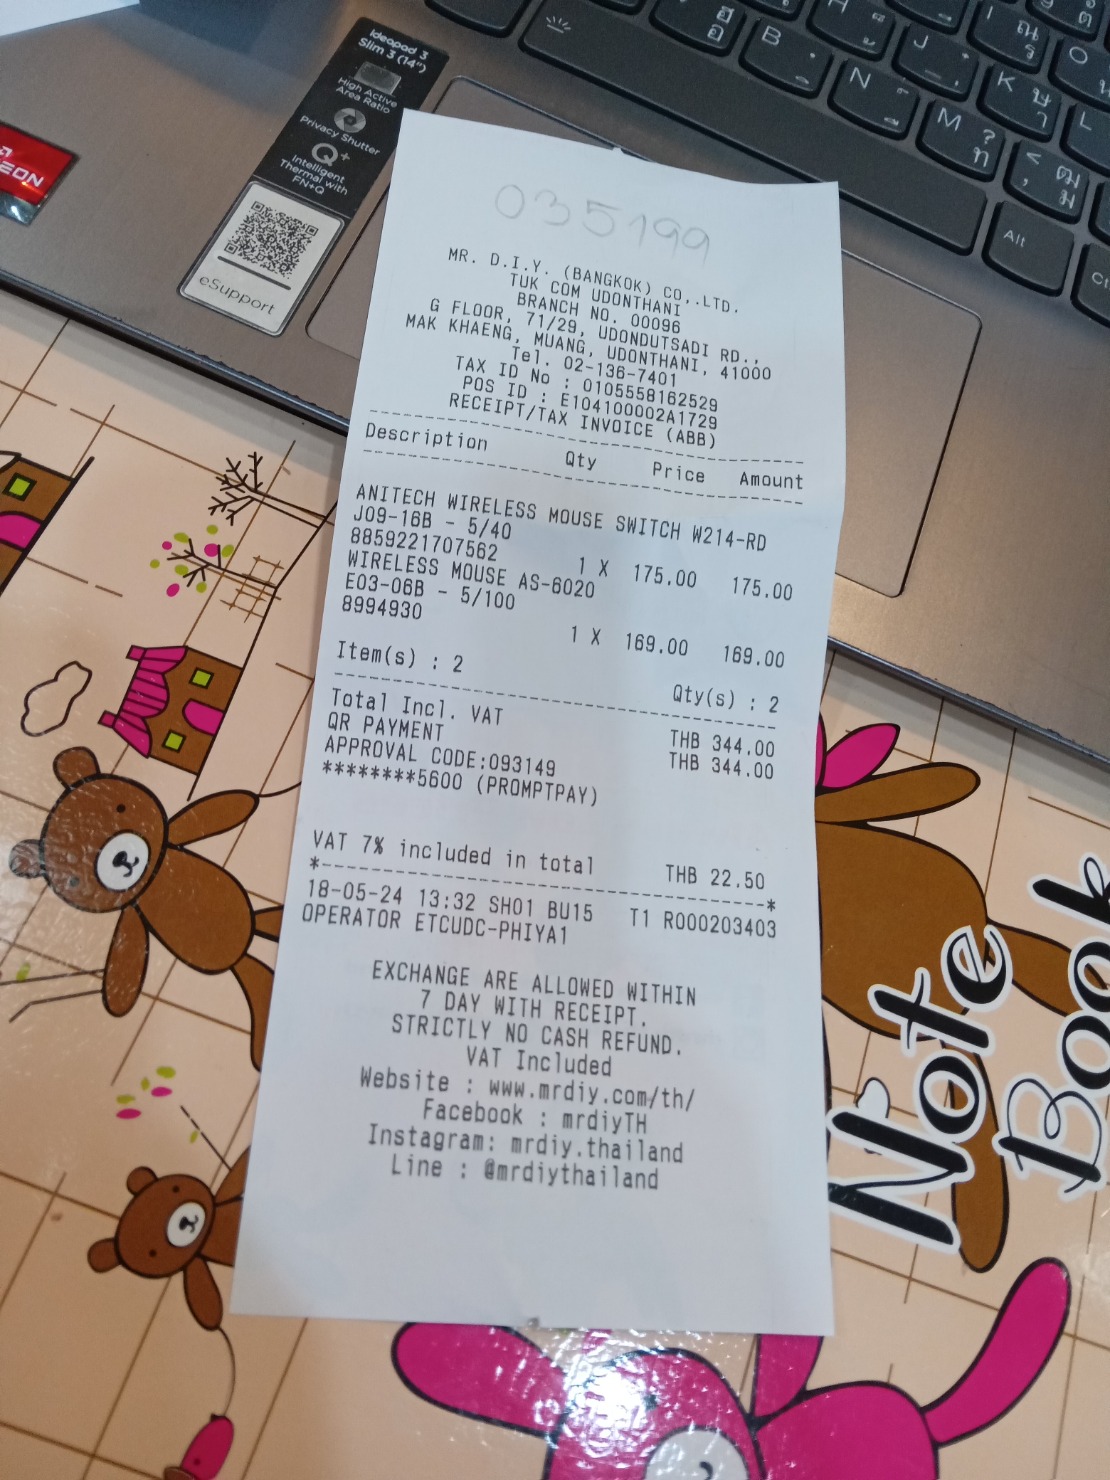 ideapad 3
Slim 3 (14")
High Active
Area Ratio
Privacy Shutter
Q+
Intelligent
Thermal with
FN+Q
eSupport
B
H
N
J
M
K
I
O
L
Alt
035199
MR. D.I.Y. (BANGKOK) CO,.LTD.
TUK COM UDONTHANI
BRANCH NO. 00096
G FLOOR, 71/29, UDONDUTSADI RD.,
MAK KHAENG, MUANG, UDONTHANI, 41000
Tel. 02-136-7401
TAX ID No : 0105558162529
POS ID : E104100002A1729
RECEIPT/TAX INVOICE (ABB)
Description Qty Price Amount
ANITECH WIRELESS MOUSE SWITCH W214-RD
J09-16B - 5/40
8859221707562 1 X 175.00 175.00
WIRELESS MOUSE AS-6020
E03-06B - 5/100
8994930 1 X 169.00 169.00
Item(s) : 2 Qty(s) : 2
Total Incl. VAT THB 344.00
QR PAYMENT THB 344.00
APPROVAL CODE:093149
********5600 (PROMPTPAY)
VAT 7% included in total THB 22.50
*----------------------------------------*
18-05-24 13:32 SH01 BU15 T1 R000203403
OPERATOR ETCUDC-PHIYA1
EXCHANGE ARE ALLOWED WITHIN
7 DAY WITH RECEIPT.
STRICTLY NO CASH REFUND.
VAT Included
Website : www.mrdiy.com/th/
Facebook : mrdiyTH
Instagram: mrdiy.thailand
Line : @mrdiythailand
Note
Book